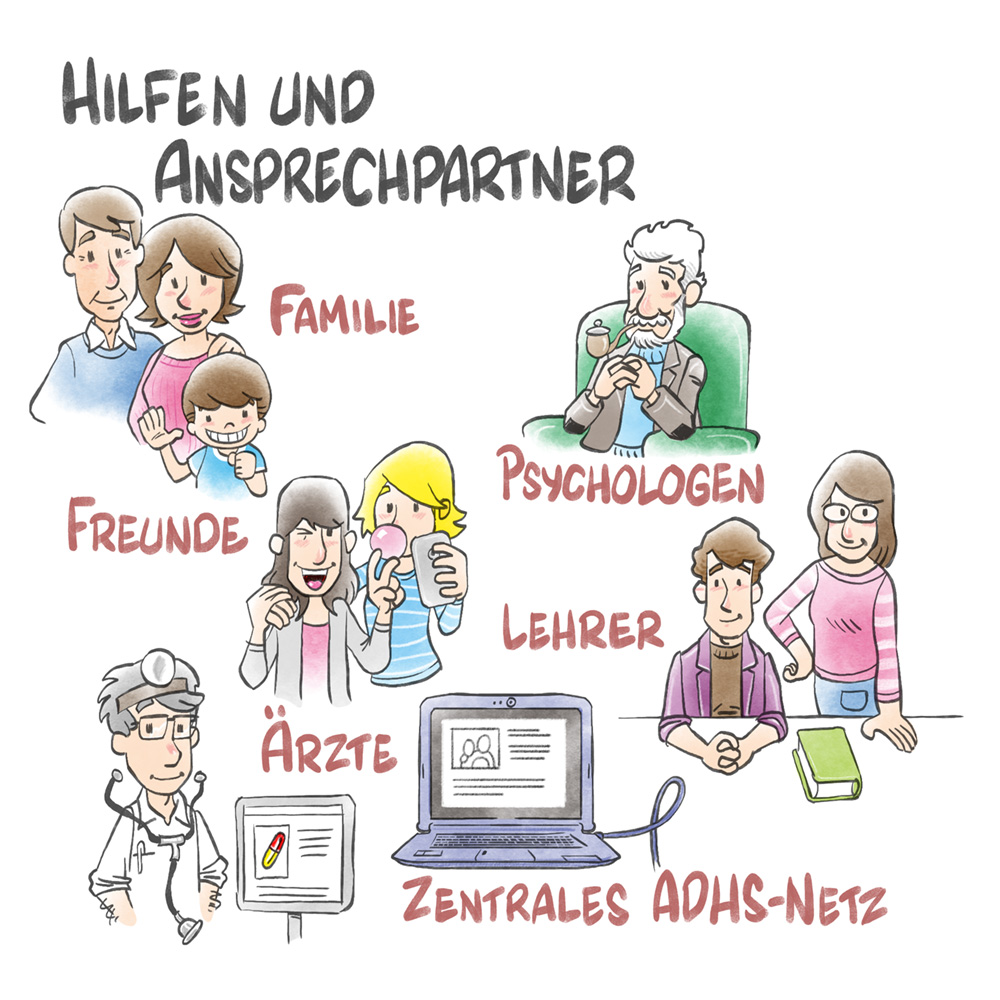 HILFEN UND
ANSPRECHPARTNER
FAMILIE
PSYCHOLOGEN
FREUNDE
LEHRER
ÄRZTE
ZENTRALES ADHS-NETZ